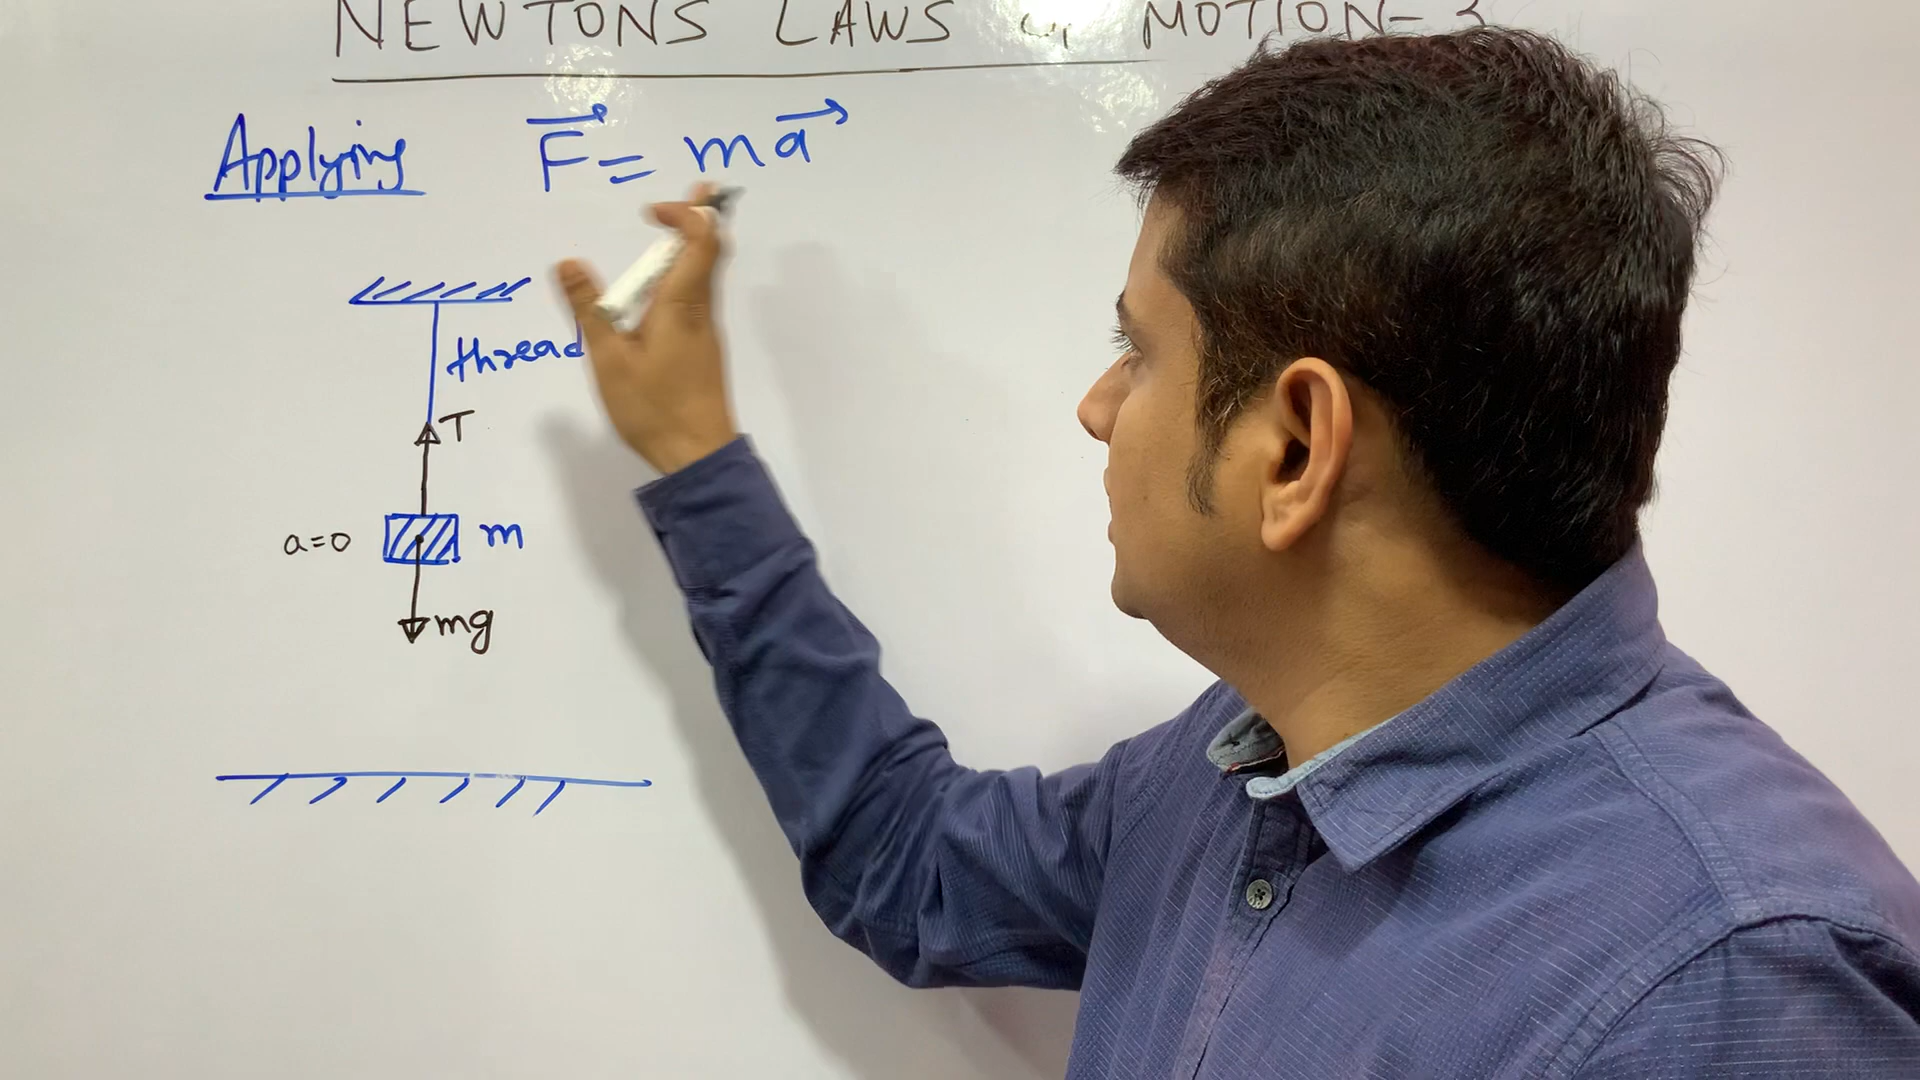 NEWTONS LAWS of MOTION-3
Applying F⃗ = ma⃗
thread
T
a=0 m
mg